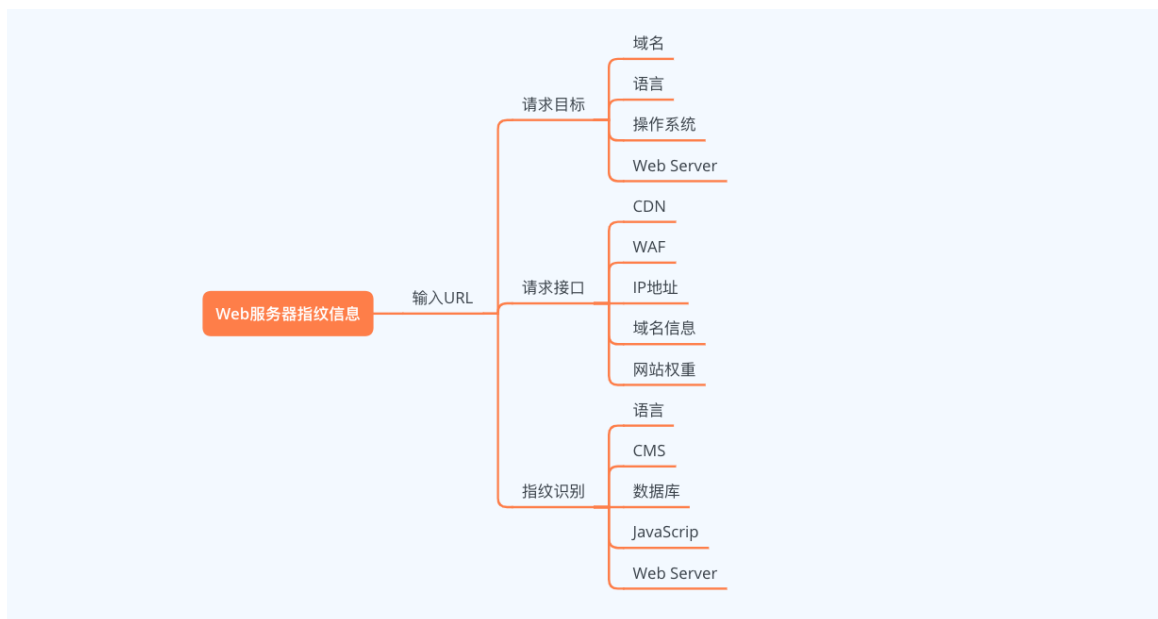 域名
语言
请求目标
操作系统
Web Server
CDN
WAF
请求接口
IP地址
输入URL
Web服务器指纹信息
域名信息
网站权重
语言
CMS
指纹识别
数据库
JavaScrip
Web Server